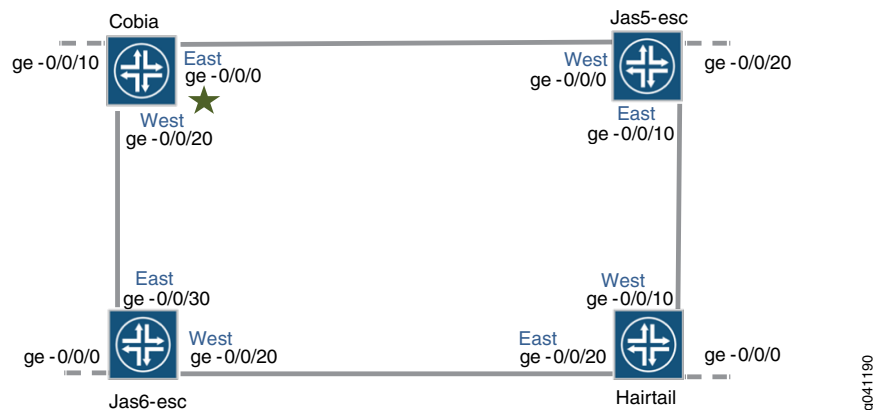 Cobia
Jas5-esc
ge -0/0/10
East
ge -0/0/0
West
ge -0/0/0
ge -0/0/20
West
ge -0/0/20
East
ge -0/0/10
East
ge -0/0/30
West
ge -0/0/10
ge -0/0/0
West
ge -0/0/20
East
ge -0/0/20
ge -0/0/0
Jas6-esc
Hairtail
g041190